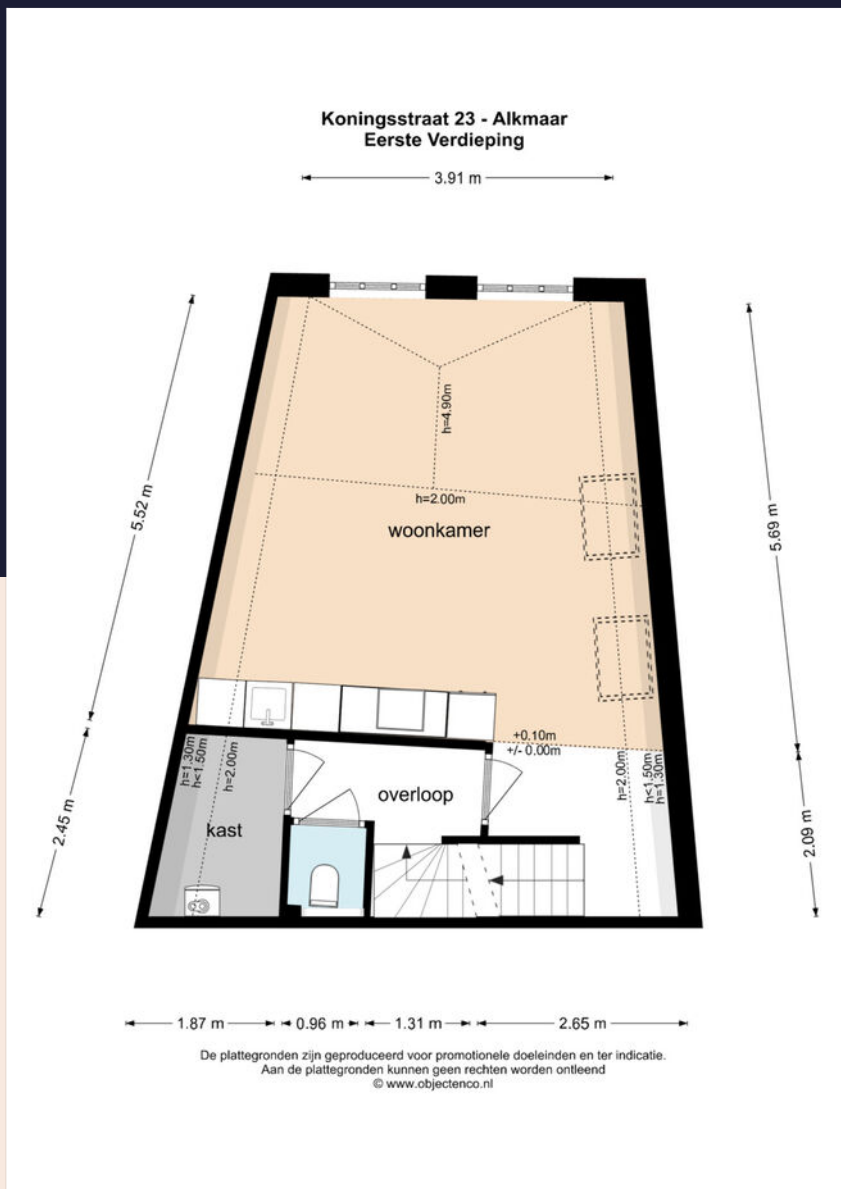 Koningsstraat 23 - Alkmaar
Eerste Verdieping
3.91 m
5.52 m
5.69 m
h=4.90m
h=2.00m
woonkamer
+0.10m
+/- 0.00m
h=1.30m
h<1.50m
h=2.00m
h=2.00m
h<1.50m
h=1.30m
overloop
kast
2.45 m
2.09 m
1.87 m
0.96 m
1.31 m
2.65 m
De plattegronden zijn geproduceerd voor promotionele doeleinden en ter indicatie.
Aan de plattegronden kunnen geen rechten worden ontleend
© www.objectenco.nl